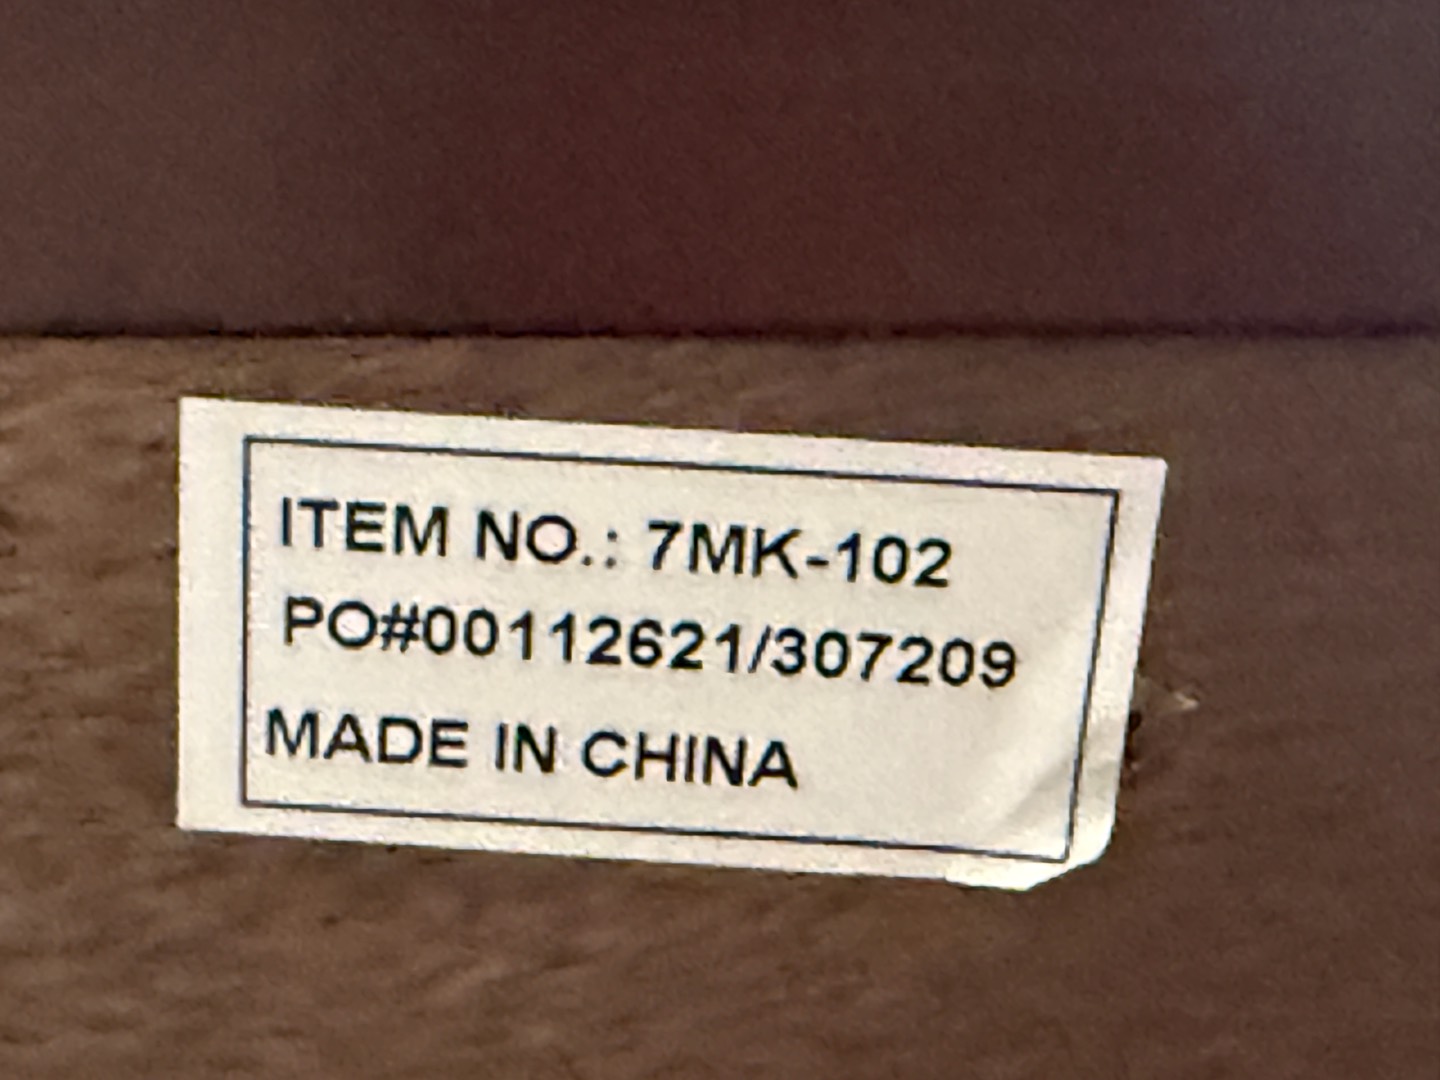 ITEM NO.: 7MK-102
PO#00112621/307209
MADE IN CHINA